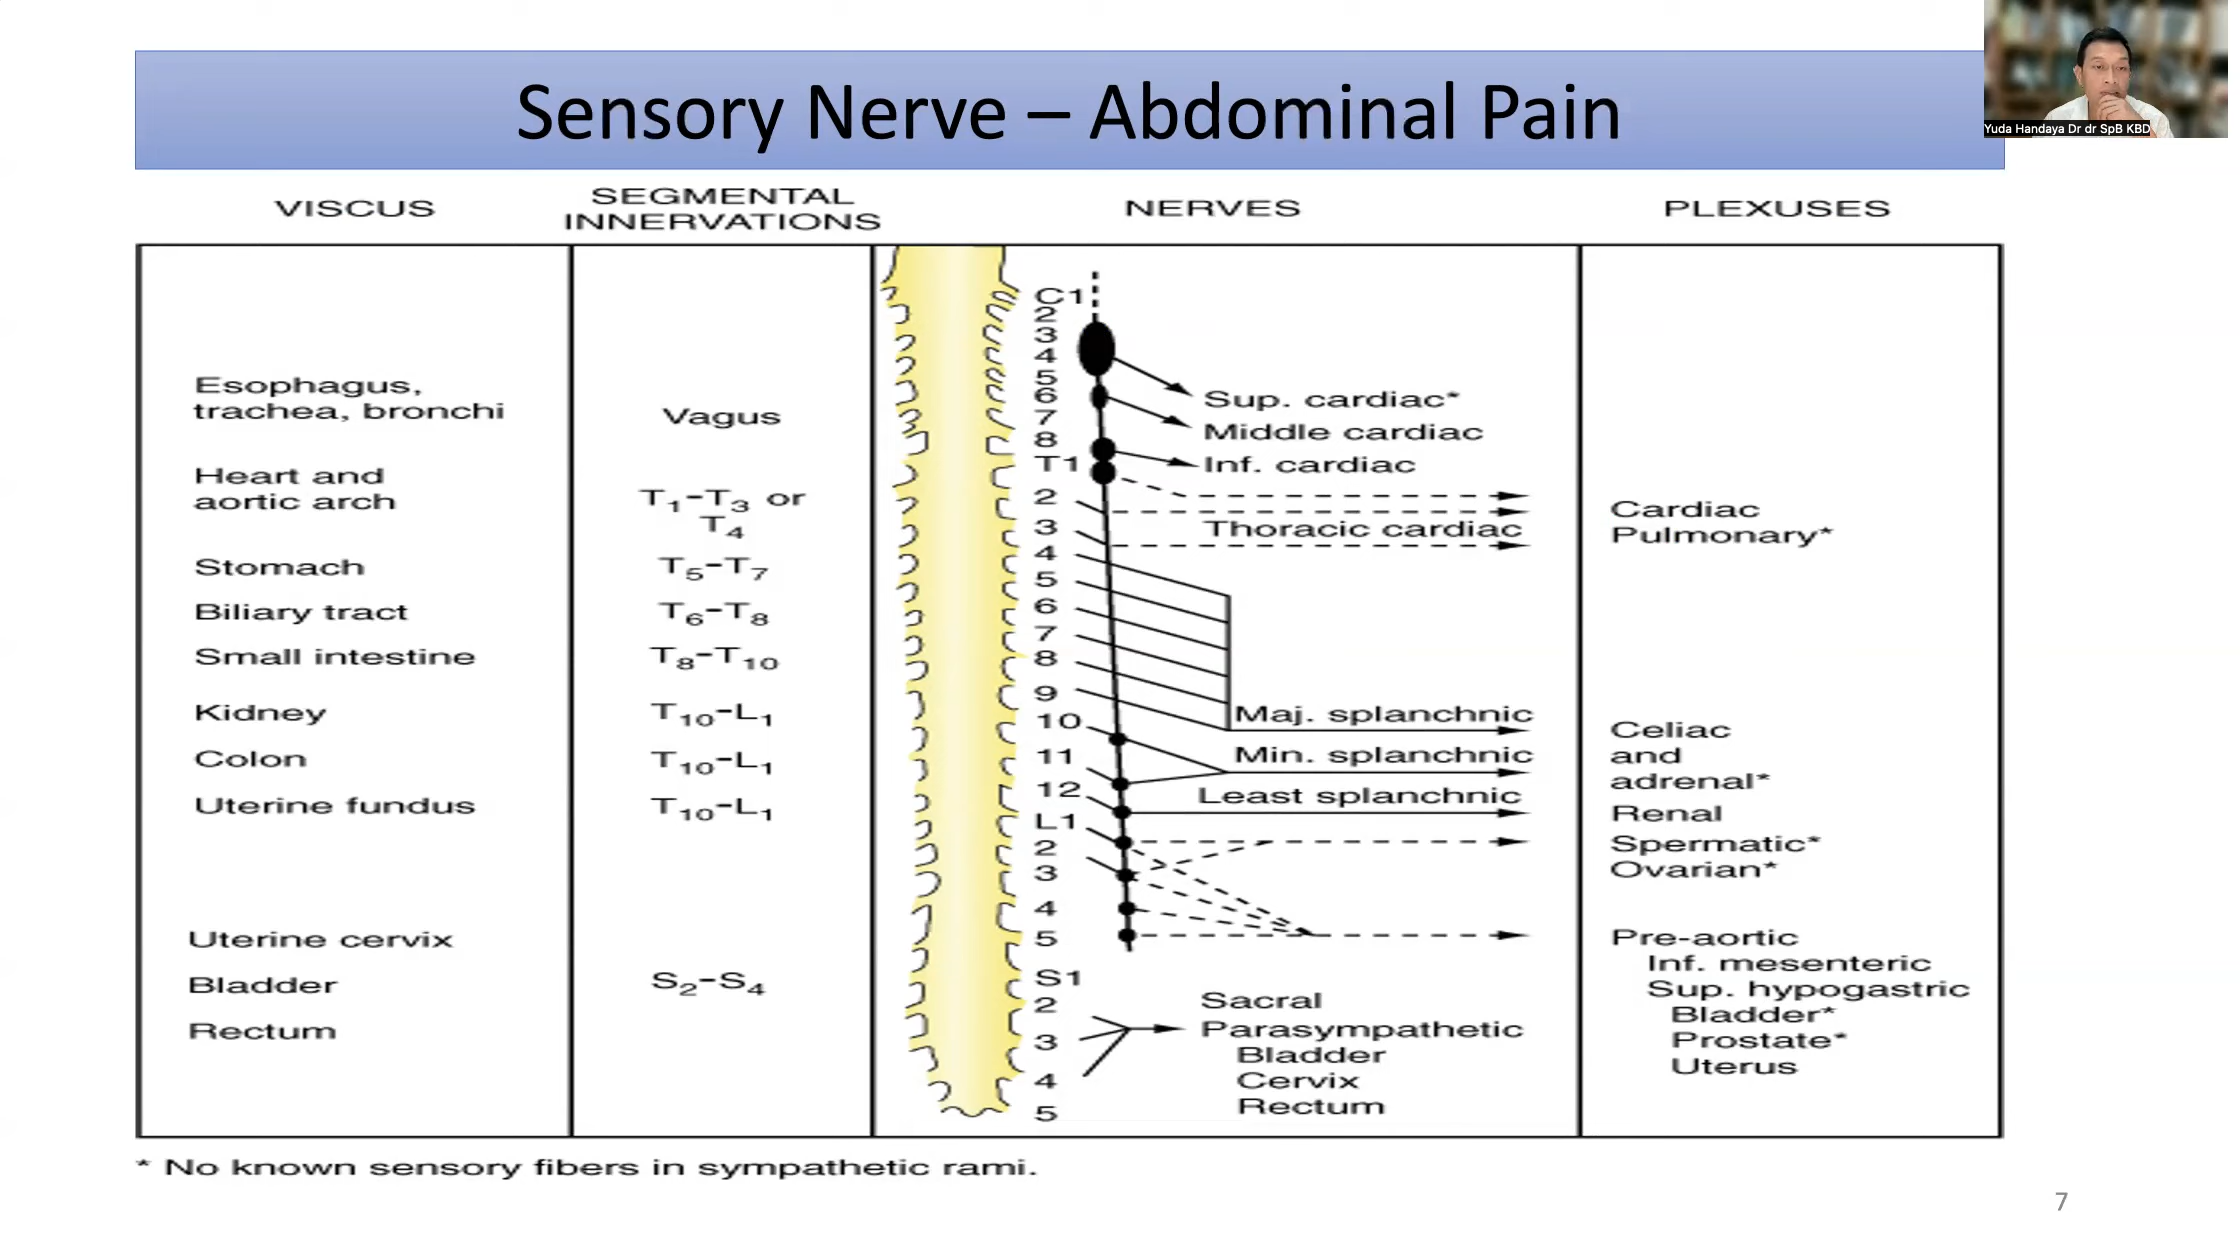 Sensory Nerve – Abdominal Pain
Yuda Handaya Dr dr SpB KBD
VISCUS
SEGMENTAL
INNERVATIONS
NERVES
PLEXUSES
Esophagus,
trachea, bronchi
Vagus
Heart and
aortic arch
T1-T3 or
T4
Stomach
T5-T7
Biliary tract
T6-T8
Small intestine
T8-T10
Kidney
T10-L1
Colon
T10-L1
Uterine fundus
T10-L1
Uterine cervix
Bladder
S2-S4
Rectum
C1
2
3
4
5
6
7
8
T1
2
3
4
5
6
7
8
9
10
11
12
L1
2
3
4
5
S1
2
3
4
5
Sup. cardiac*
Middle cardiac
Inf. cardiac
Thoracic cardiac
Maj. splanchnic
Min. splanchnic
Least splanchnic
Sacral
Parasympathetic
Bladder
Cervix
Rectum
Cardiac
Pulmonary*
Celiac
and
adrenal*
Renal
Spermatic*
Ovarian*
Pre-aortic
Inf. mesenteric
Sup. hypogastric
Bladder*
Prostate*
Uterus
* No known sensory fibers in sympathetic rami.
7